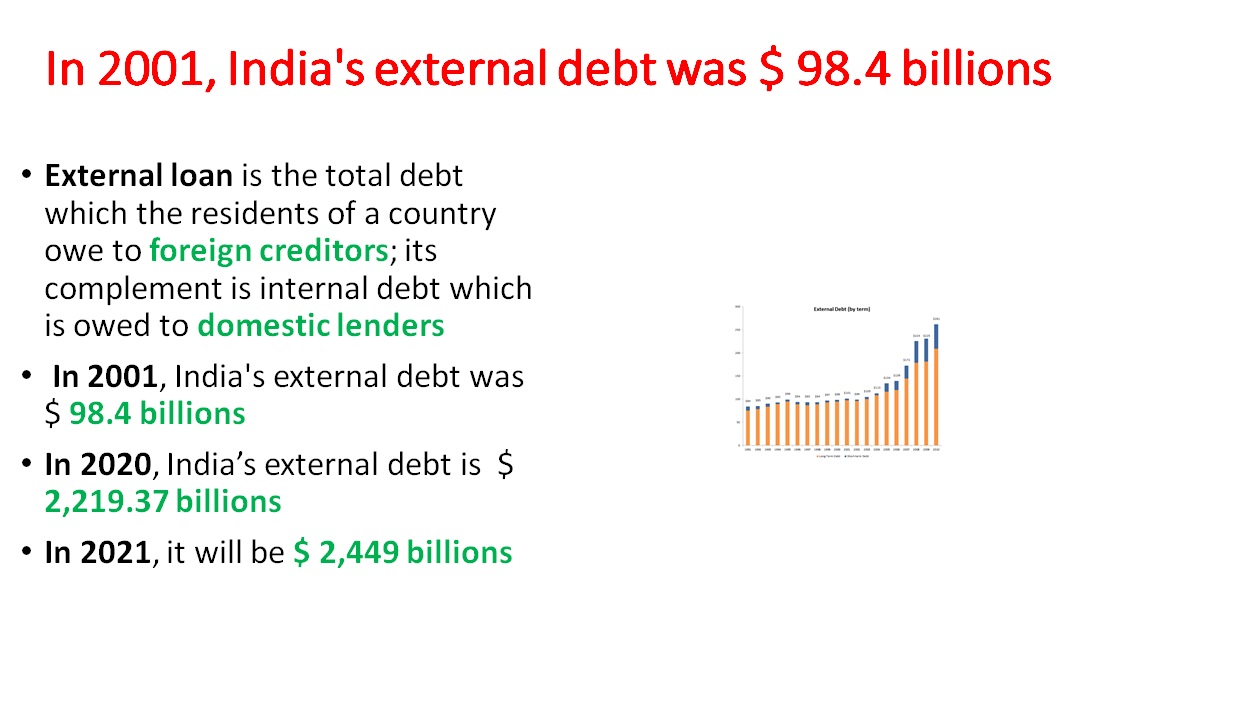 In 2001, India's external debt was $ 98.4 billions
• External loan is the total debt
which the residents of a country
owe to foreign creditors; its
complement is internal debt which
is owed to domestic lenders
• In 2001, India's external debt was
$ 98.4 billions
• In 2020, India’s external debt is $
2,219.37 billions
• In 2021, it will be $ 2,449 billions
External Debt (by term)